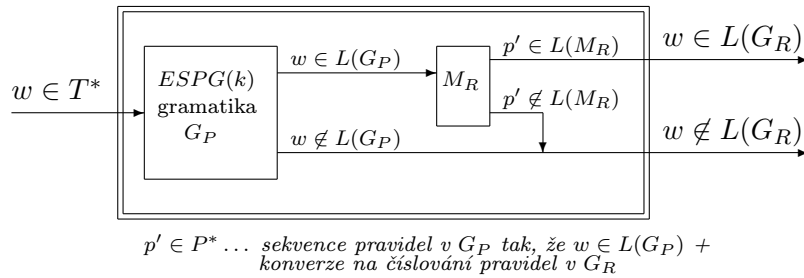 w ∈ T*
ESPG(k)
gramatika
G_P
w ∈ L(G_P)
w ∉ L(G_P)
M_R
p′ ∈ L(M_R)
p′ ∉ L(M_R)
w ∈ L(G_R)
w ∉ L(G_R)
p′ ∈ P* … sekvence pravidel v G_P tak, že w ∈ L(G_P) +
konverze na číslování pravidel v G_R